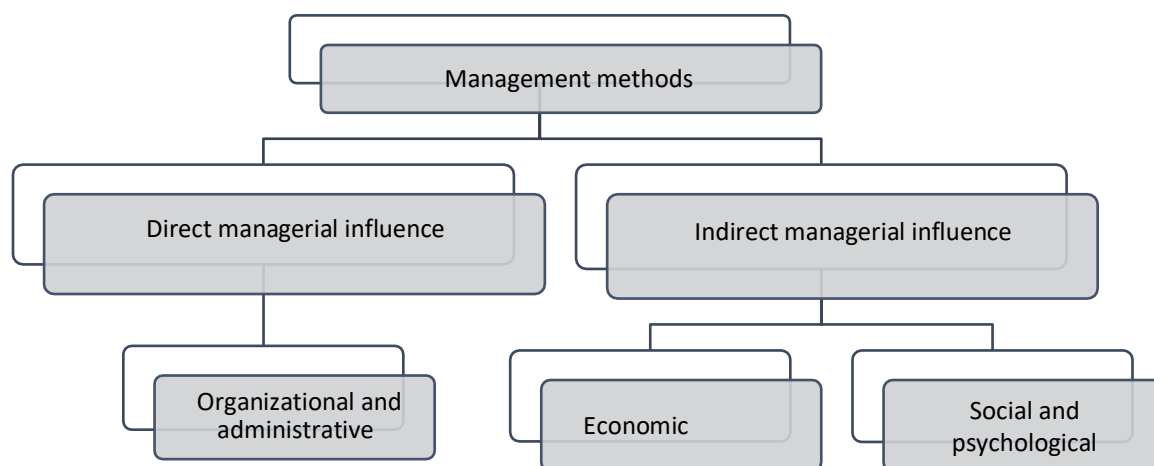 Management methods
Direct managerial influence
Indirect managerial influence
Organizational and
administrative
Economic
Social and
psychological